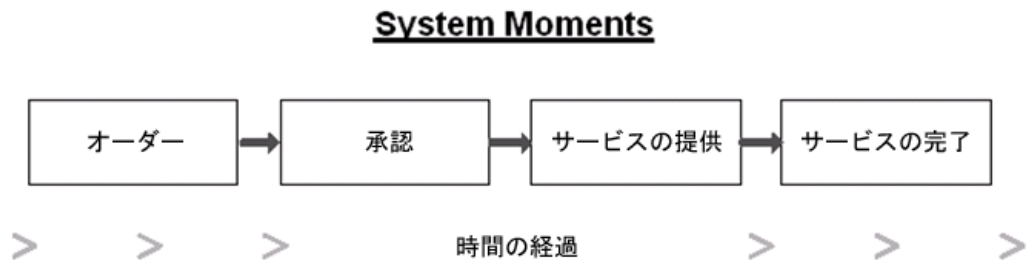 System Moments
オーダー
承認
サービスの提供
サービスの完了
> > > 時間の経過 > > >